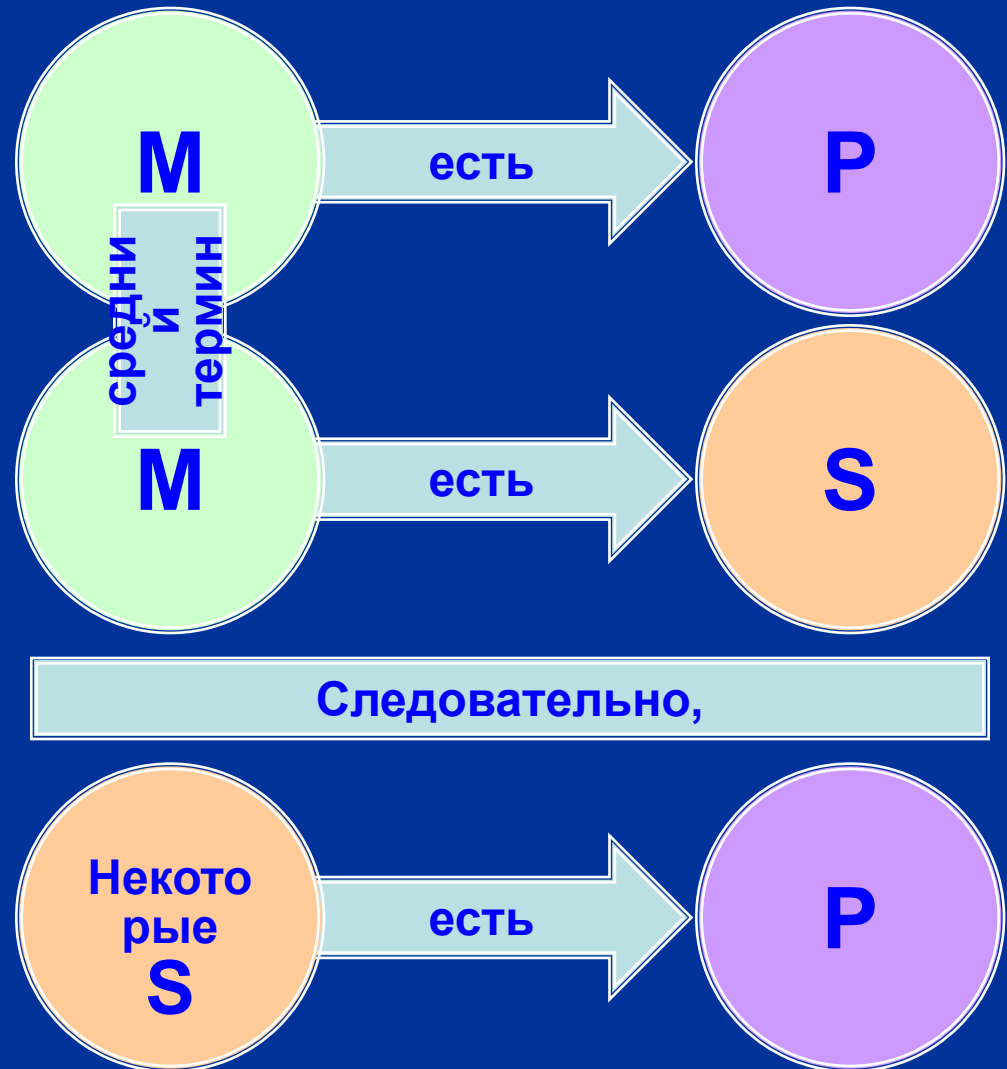 М
есть
Р
средни
й
термин
М
есть
S
Следовательно,
Некото
рые
S
есть
Р